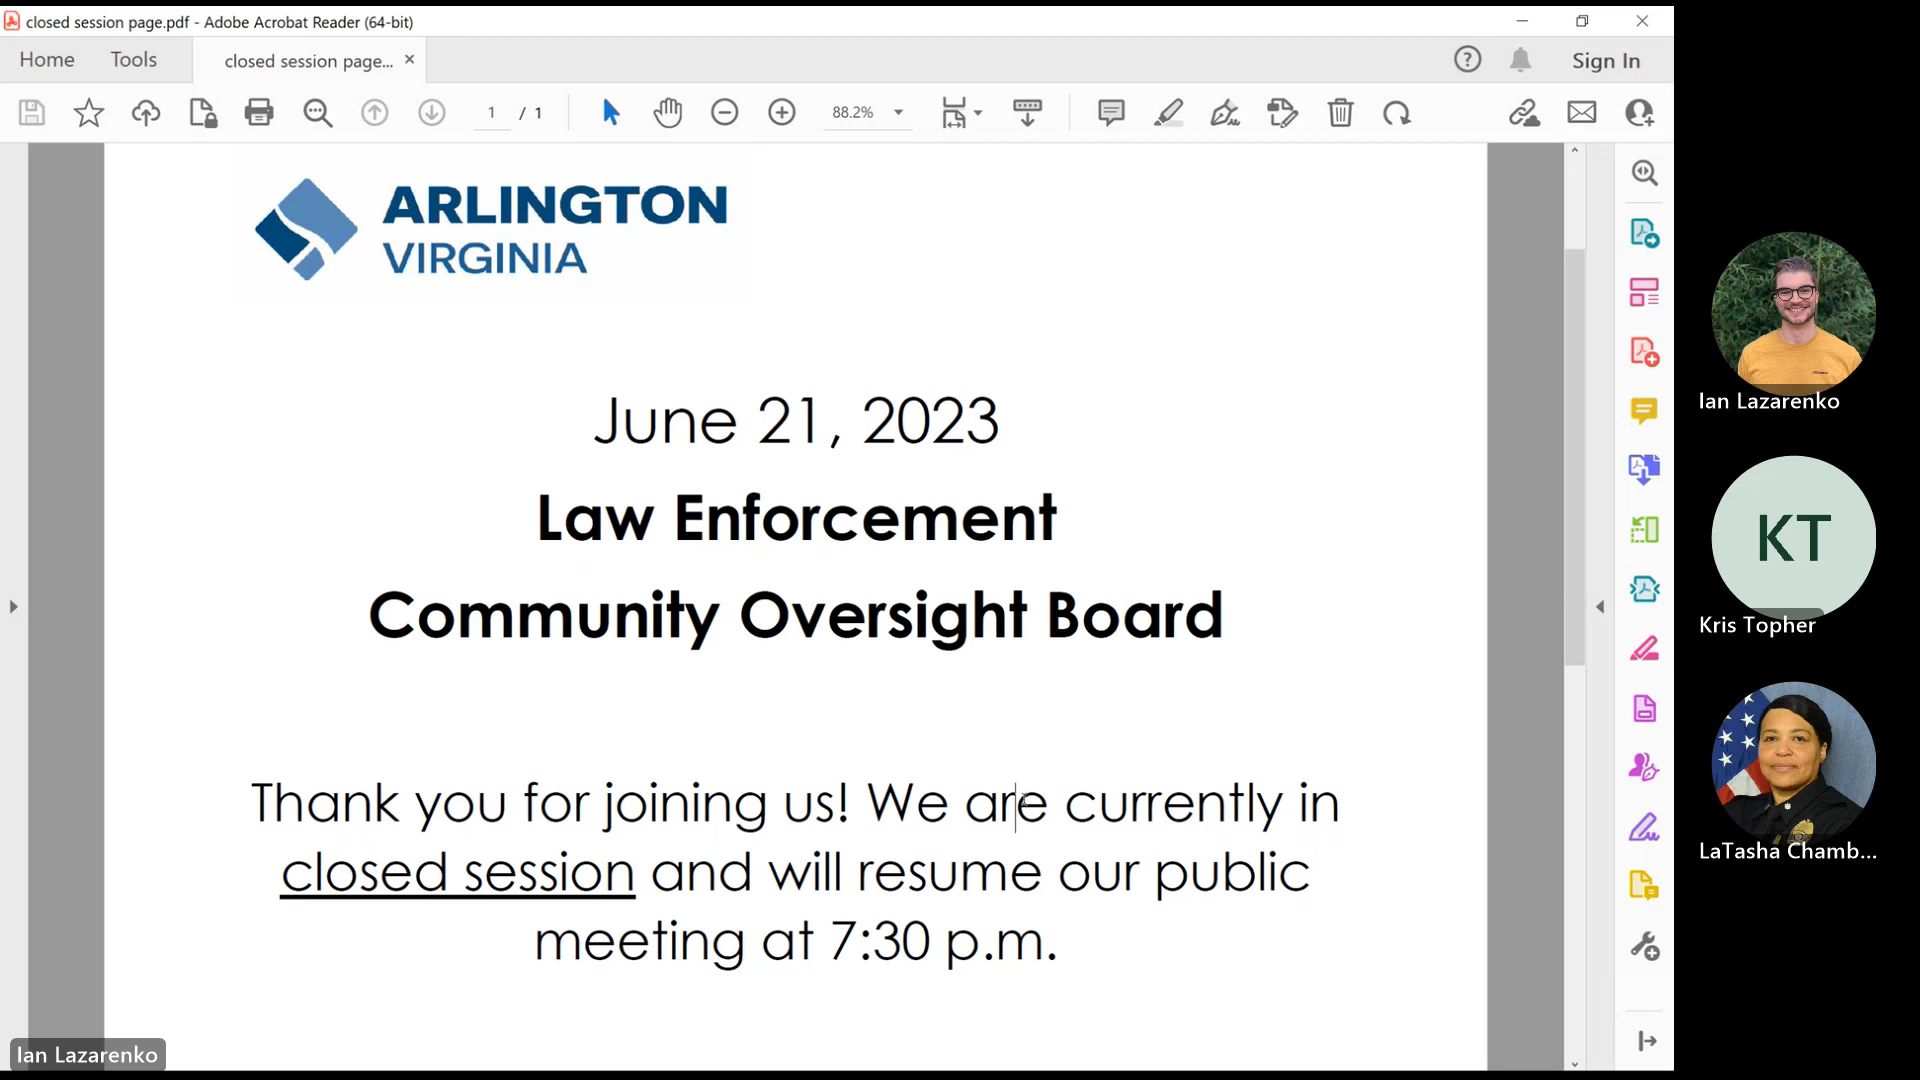 closed session page.pdf - Adobe Acrobat Reader (64-bit)
Home Tools closed session page... × Sign In
1 / 1 88.2%
ARLINGTON
VIRGINIA
June 21, 2023
Law Enforcement
Community Oversight Board
Thank you for joining us! We are currently in
closed session and will resume our public
meeting at 7:30 p.m.
Ian Lazarenko
Ian Lazarenko
KT
Kris Topher
LaTasha Chamb...